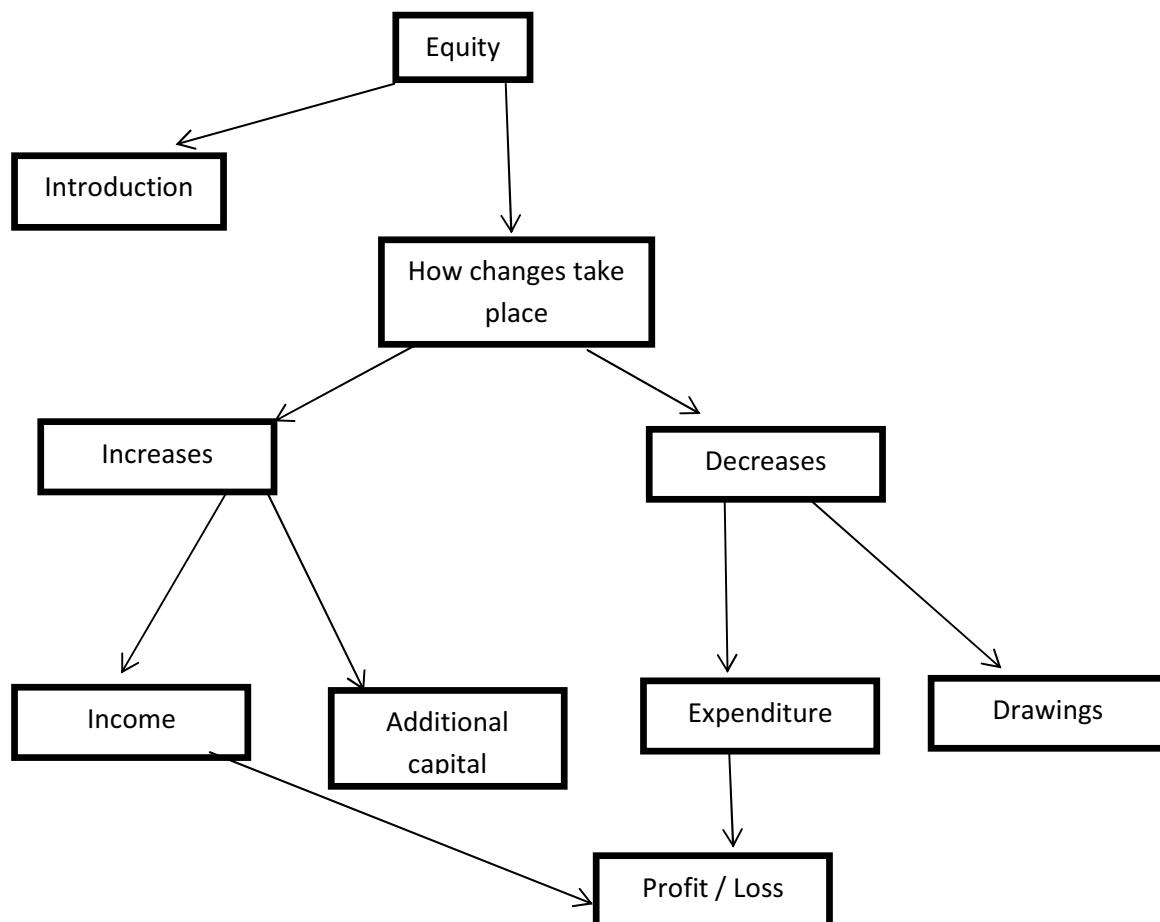 Equity
Introduction
How changes take
place
Increases
Decreases
Income
Additional
capital
Expenditure
Drawings
Profit / Loss